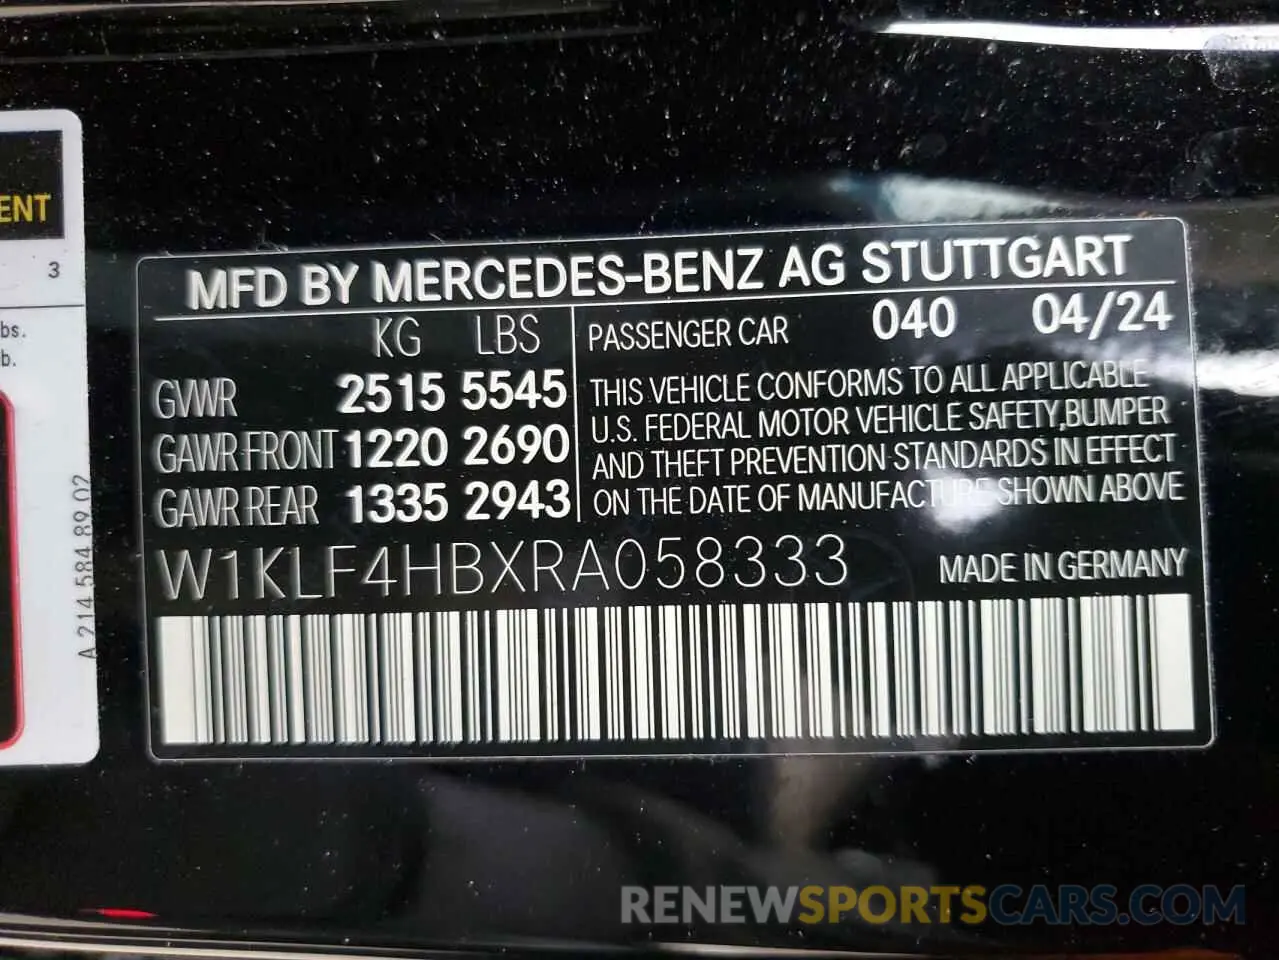 ENT
3
bs.
b.
A 214 584 89 02
MFD BY MERCEDES-BENZ AG STUTTGART
KG LBS
PASSENGER CAR 040 04/24
GVWR 2515 5545
GAWR FRONT 1220 2690
GAWR REAR 1335 2943
THIS VEHICLE CONFORMS TO ALL APPLICABLE
U.S. FEDERAL MOTOR VEHICLE SAFETY,BUMPER
AND THEFT PREVENTION STANDARDS IN EFFECT
ON THE DATE OF MANUFACTURE SHOWN ABOVE
W1KLF4HBXRA058333
MADE IN GERMANY
RENEWSPORTSCARS.COM